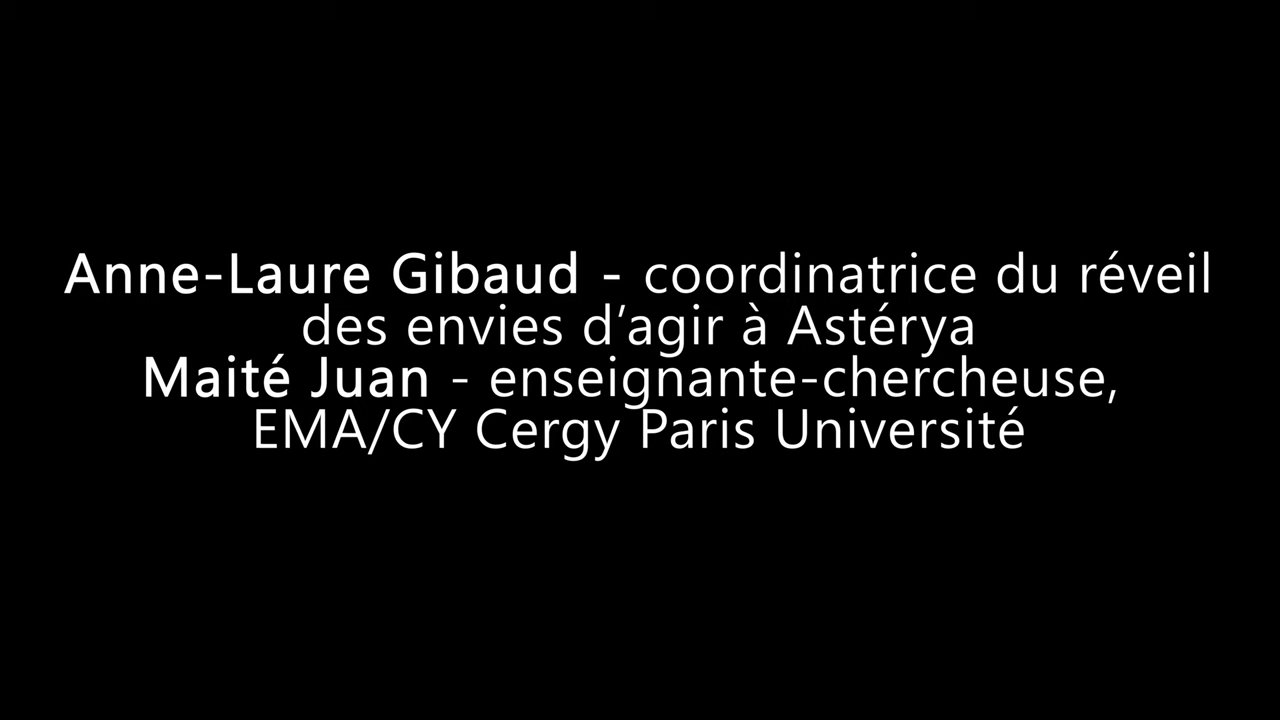 Anne-Laure Gibaud - coordinatrice du réveil
des envies d’agir à Astérya
Maité Juan - enseignante-chercheuse,
EMA/CY Cergy Paris Université